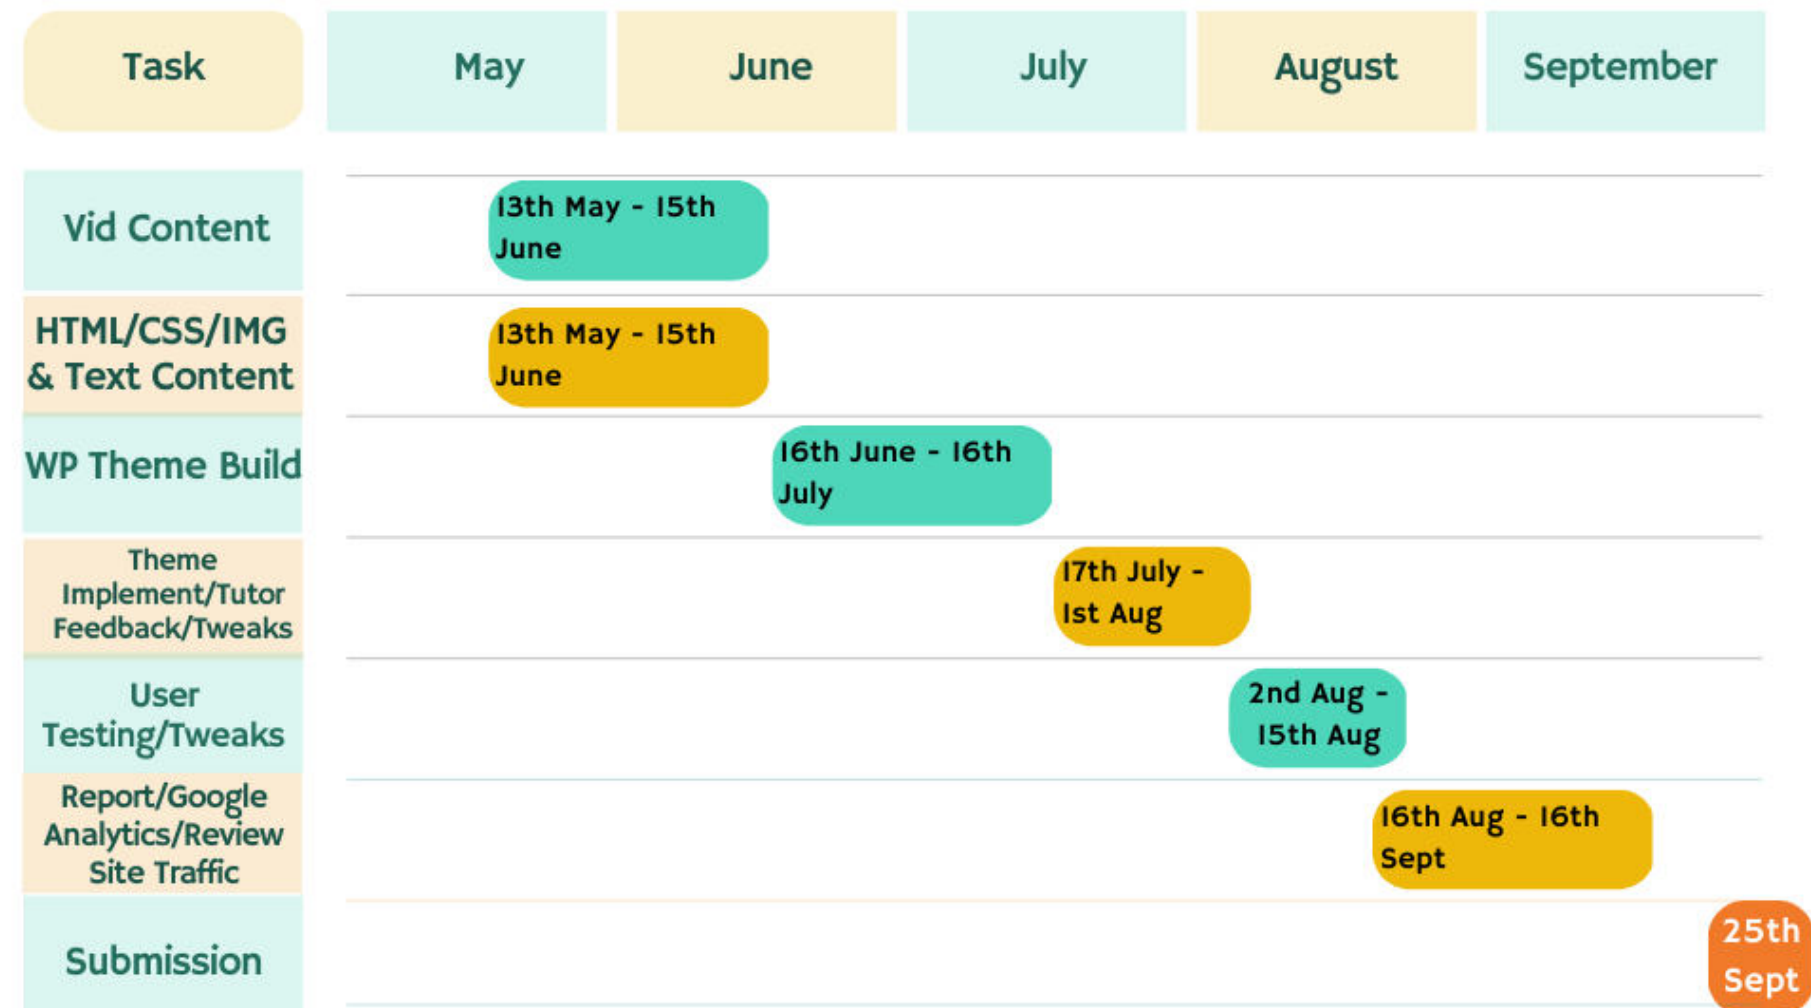 Task
May
June
July
August
September
Vid Content
13th May - 15th
June
HTML/CSS/IMG
& Text Content
13th May - 15th
June
WP Theme Build
16th June - 16th
July
Theme
Implement/Tutor
Feedback/Tweaks
17th July -
1st Aug
User
Testing/Tweaks
2nd Aug -
15th Aug
Report/Google
Analytics/Review
Site Traffic
16th Aug - 16th
Sept
Submission
25th
Sept